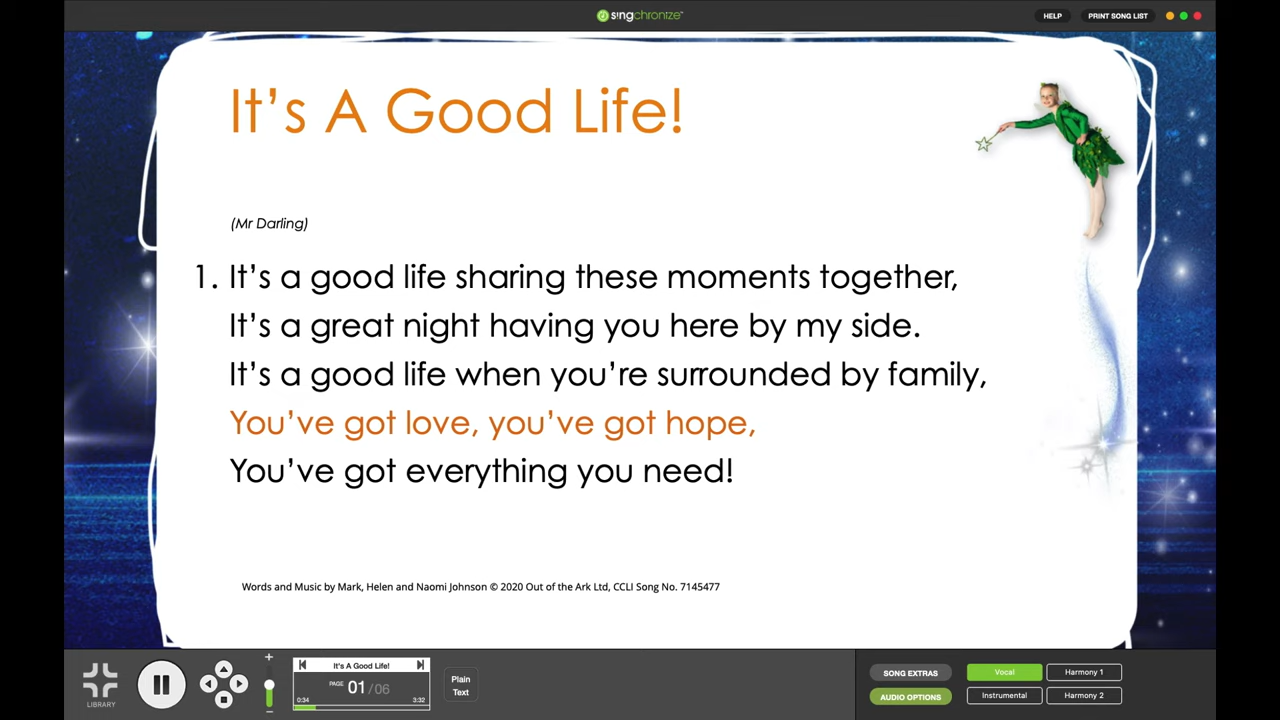 singchronize™
HELP
PRINT SONG LIST
It's A Good Life!
(Mr Darling)
1. It's a good life sharing these moments together,
It's a great night having you here by my side.
It's a good life when you're surrounded by family,
You've got love, you've got hope,
You've got everything you need!
Words and Music by Mark, Helen and Naomi Johnson © 2020 Out of the Ark Ltd, CCLI Song No. 7145477
LIBRARY
+
-
It's A Good Life!
PAGE 01/06
0:34 3:32
Plain
Text
SONG EXTRAS
AUDIO OPTIONS
Vocal
Harmony 1
Instrumental
Harmony 2